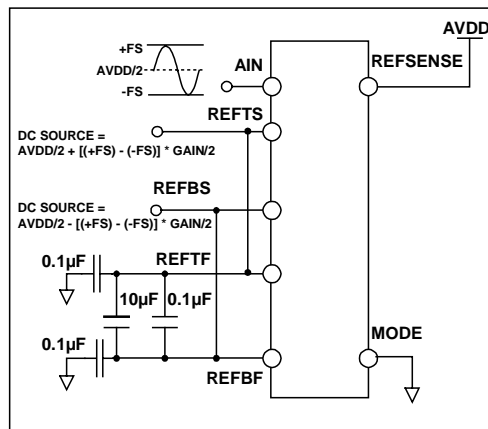 AVDD
+FS
AVDD/2
-FS
AIN
REFSENSE
REFTS
DC SOURCE =
AVDD/2 + [(+FS) - (-FS)] * GAIN/2
REFBS
DC SOURCE =
AVDD/2 - [(+FS) - (-FS)] * GAIN/2
0.1µF
REFTF
10µF
0.1µF
0.1µF
MODE
REFBF